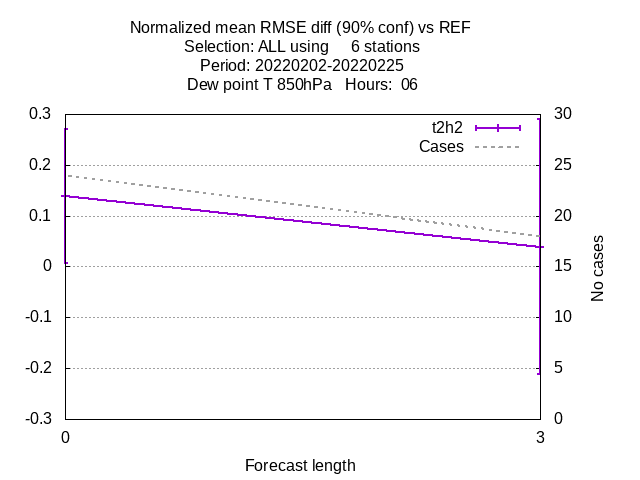 Normalized mean RMSE diff (90% conf) vs REF
Selection: ALL using     6 stations
Period: 20220202-20220225
Dew point T 850hPa   Hours:  06
t2h2
Cases
0.3
0.2
0.1
0
-0.1
-0.2
-0.3
30
25
20
15
10
5
0
No cases
0
3
Forecast length